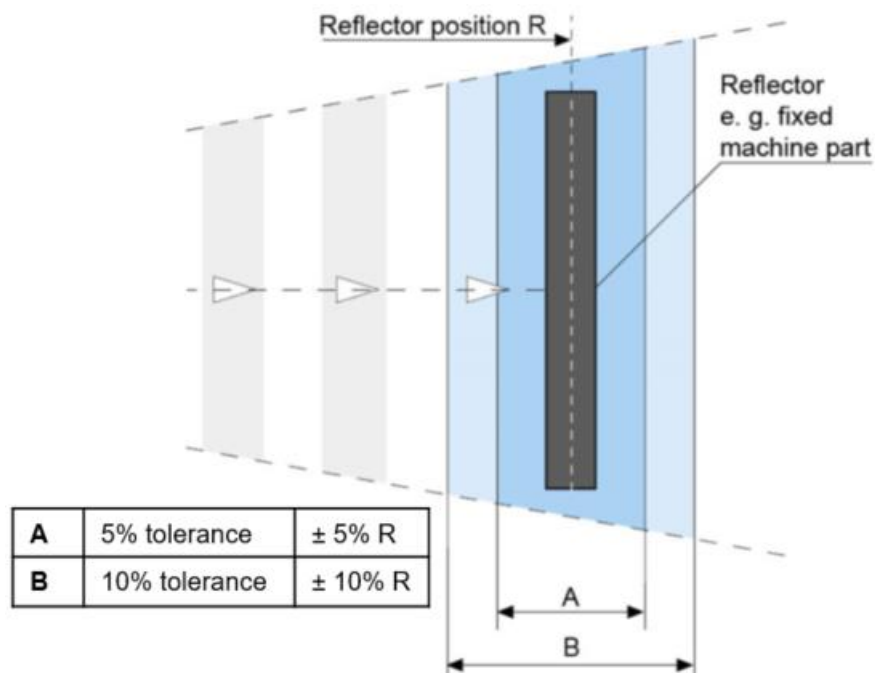 Reflector position R
Reflector
e. g. fixed
machine part
A 5% tolerance ± 5% R
B 10% tolerance ± 10% R
A
B